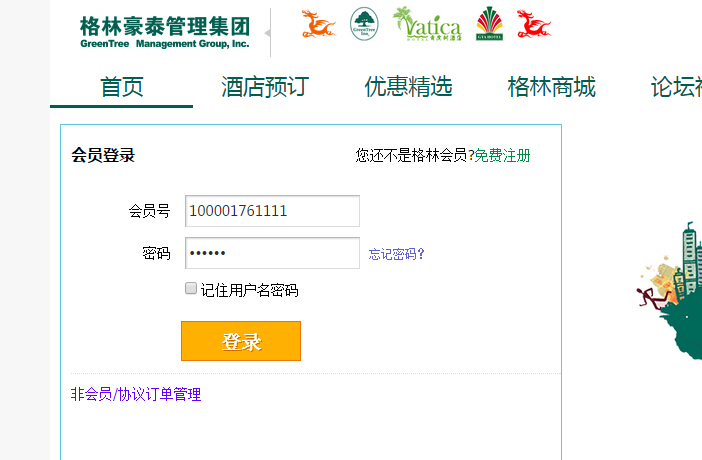 格林豪泰管理集团
GreenTree Management Group, Inc.
Vatica
首页 酒店预订 优惠精选 格林商城 论坛
会员登录 您还不是格林会员?免费注册
会员号 100001761111
密码 •••••• 忘记密码?
记住用户名密码
登录
非会员/协议订单管理